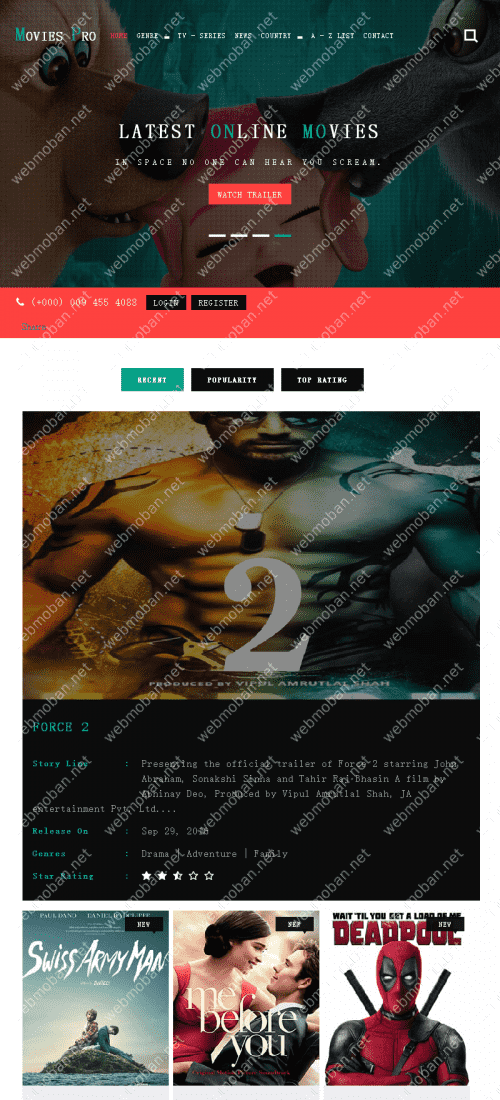 MOVIES PRO
HOME GENRE TV - SERIES NEWS COUNTRY A - Z LIST CONTACT
LATEST ONLINE MOVIES
IN SPACE NO ONE CAN HEAR YOU SCREAM.
WATCH TRAILER
(+000) 009 455 4088 LOGIN REGISTER
RECENT POPULARITY TOP RATING
2
PRODUCED BY VIPUL AMRUTLAL SHAH
FORCE 2
Story Line : Presenting the official trailer of Force 2 starring John
Abraham, Sonakshi Sinha and Tahir Raj Bhasin A film by
Abhinay Deo, Produced by Vipul Amrutlal Shah, JA
entertainment Pvt. Ltd....
Release On : Sep 29, 2016
Genres : Drama | Adventure | Family
Star Rating :
PAUL DANO DANIEL RADCLIFFE
NEW
SWISS ARMY MAN
NEW
me
before
you
WAIT 'TIL YOU GET A LOAD OF ME
NEW
DEADPOOL
webmoban.net